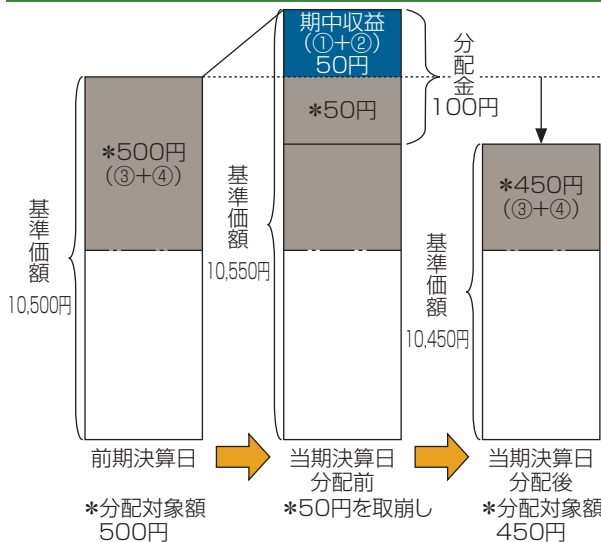 期中収益
(①+②)
50円
分配金
100円
*50円
*500円
(③+④)
*450円
(③+④)
基準価額
10,500円
基準価額
10,550円
基準価額
10,450円
前期決算日
当期決算日
分配前
当期決算日
分配後
*分配対象額
500円
*50円を取崩し
*分配対象額
450円